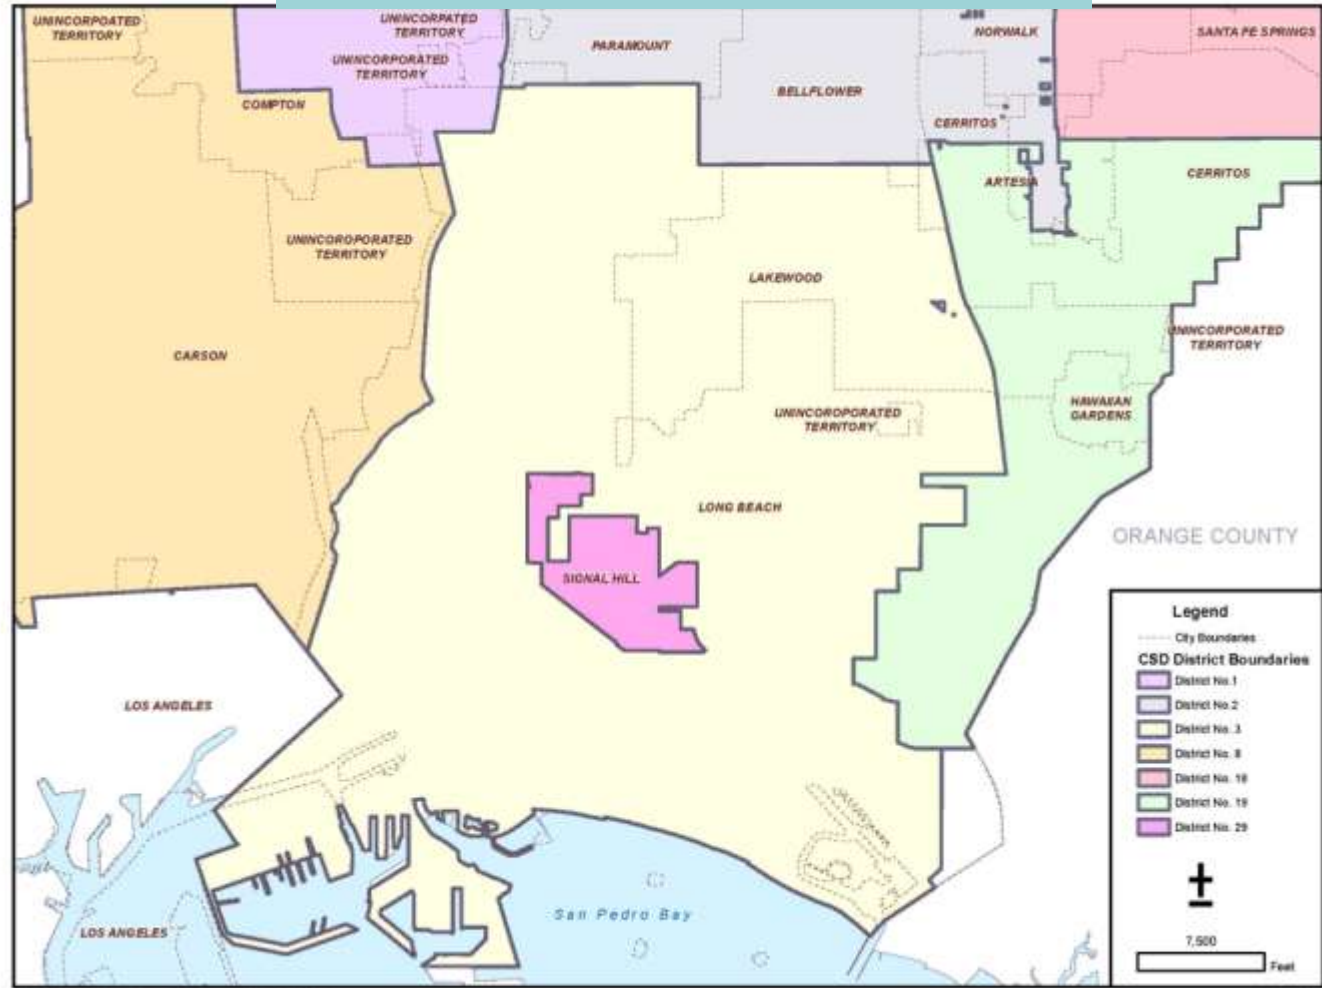 UNINCORPOATED
TERRITORY
UNINCORPATED
TERRITORY
UNINCORPORATED
TERRITORY
PARAMOUNT
NORWALK
SANTA FE SPRINGS
COMPTON
BELLFLOWER
CERRITOS
ARTESIA
CERRITOS
UNINCOROPORATED
TERRITORY
LAKEWOOD
CARSON
UNINCORPORATED
TERRITORY
HAWAIIAN
GARDENS
UNINCOROPORATED
TERRITORY
LONG BEACH
ORANGE COUNTY
SIGNAL HILL
LOS ANGELES
LOS ANGELES
San Pedro Bay
Legend
City Boundaries
CSD District Boundaries
District No.1
District No.2
District No. 3
District No. 8
District No. 18
District No. 19
District No. 29
7,500
Feet